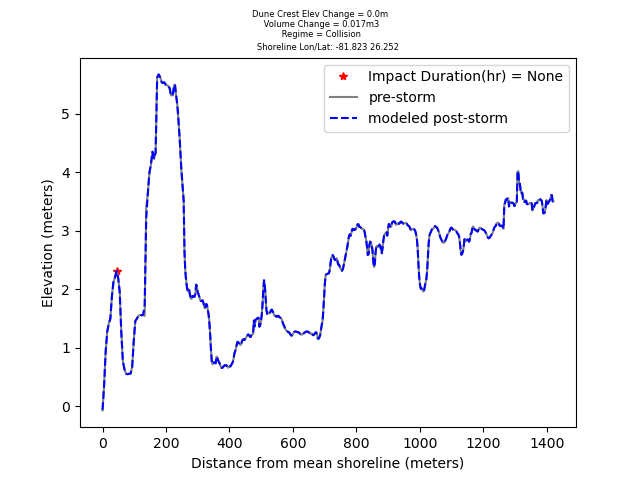 Dune Crest Elev Change = 0.0m
Volume Change = 0.017m3
Regime = Collision
Shoreline Lon/Lat: -81.823 26.252
Impact Duration(hr) = None
pre-storm
modeled post-storm
Elevation (meters)
5
4
3
2
1
0
0 200 400 600 800 1000 1200 1400
Distance from mean shoreline (meters)